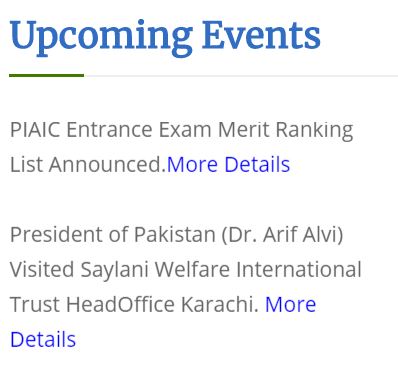 Upcoming Events
PIAIC Entrance Exam Merit Ranking
List Announced.More Details
President of Pakistan (Dr. Arif Alvi)
Visited Saylani Welfare International
Trust HeadOffice Karachi. More
Details